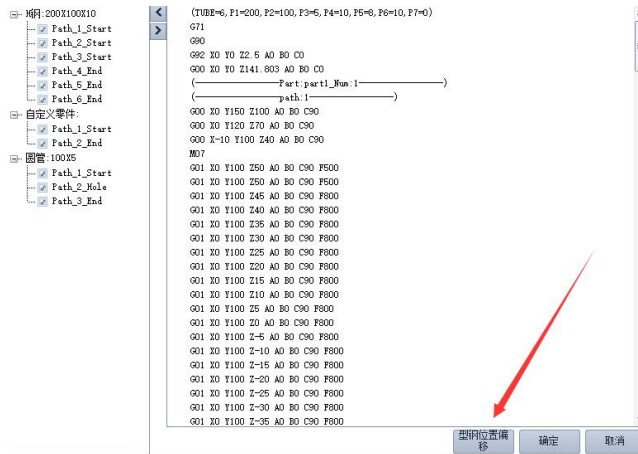 H钢:200X100X10
Path_1_Start
Path_2_Start
Path_3_Start
Path_4_End
Path_5_End
Path_6_End
自定义零件:
Path_1_Start
Path_2_End
圆管:100X5
Path_1_Start
Path_2_Hole
Path_3_End
<
>
(TUBE=6, P1=200, P2=100, P3=5, P4=10, P5=8, P6=10, P7=0)
G71
G90
G92 X0 Y0 Z2.5 A0 B0 C0
G00 X0 Y0 Z141.803 A0 B0 C0
(————————Part:part1_Num:1————————)
(————————path:1————————)
G00 X0 Y150 Z100 A0 B0 C90
G00 X0 Y120 Z70 A0 B0 C90
G00 X-10 Y100 Z40 A0 B0 C90
M07
G01 X0 Y100 Z50 A0 B0 C90 F500
G01 X0 Y100 Z50 A0 B0 C90 F500
G01 X0 Y100 Z45 A0 B0 C90 F800
G01 X0 Y100 Z40 A0 B0 C90 F800
G01 X0 Y100 Z35 A0 B0 C90 F800
G01 X0 Y100 Z30 A0 B0 C90 F800
G01 X0 Y100 Z25 A0 B0 C90 F800
G01 X0 Y100 Z20 A0 B0 C90 F800
G01 X0 Y100 Z15 A0 B0 C90 F800
G01 X0 Y100 Z10 A0 B0 C90 F800
G01 X0 Y100 Z5 A0 B0 C90 F800
G01 X0 Y100 Z0 A0 B0 C90 F800
G01 X0 Y100 Z-5 A0 B0 C90 F800
G01 X0 Y100 Z-10 A0 B0 C90 F800
G01 X0 Y100 Z-15 A0 B0 C90 F800
G01 X0 Y100 Z-20 A0 B0 C90 F800
G01 X0 Y100 Z-25 A0 B0 C90 F800
G01 X0 Y100 Z-30 A0 B0 C90 F800
G01 X0 Y100 Z-35 A0 B0 C90 F800
型钢位置偏
移
确定
取消